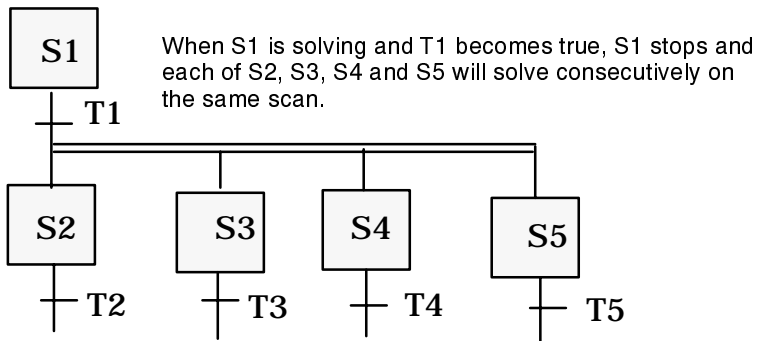 S1
When S1 is solving and T1 becomes true, S1 stops and
each of S2, S3, S4 and S5 will solve consecutively on
the same scan.
T1
S2
S3
S4
S5
T2
T3
T4
T5